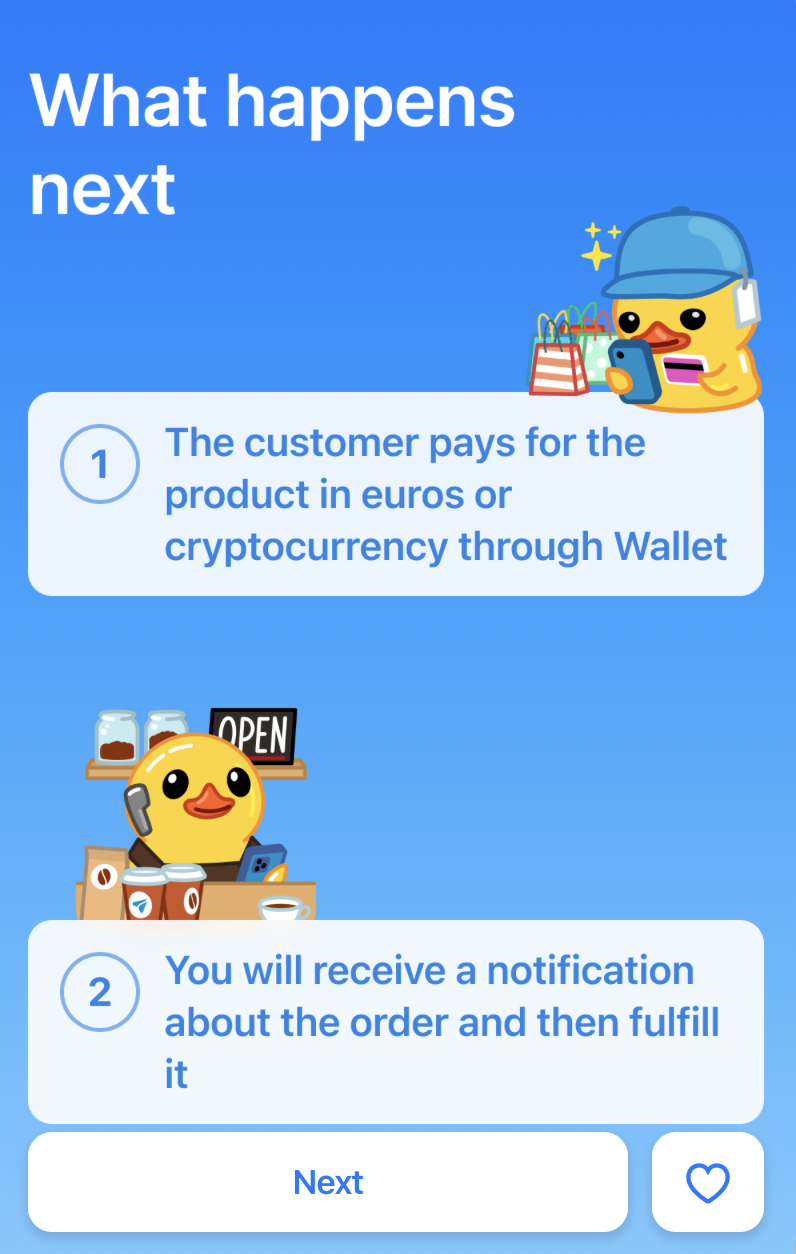 What happens
next
1
The customer pays for the
product in euros or
cryptocurrency through Wallet
OPEN
2
You will receive a notification
about the order and then fulfill
it
Next